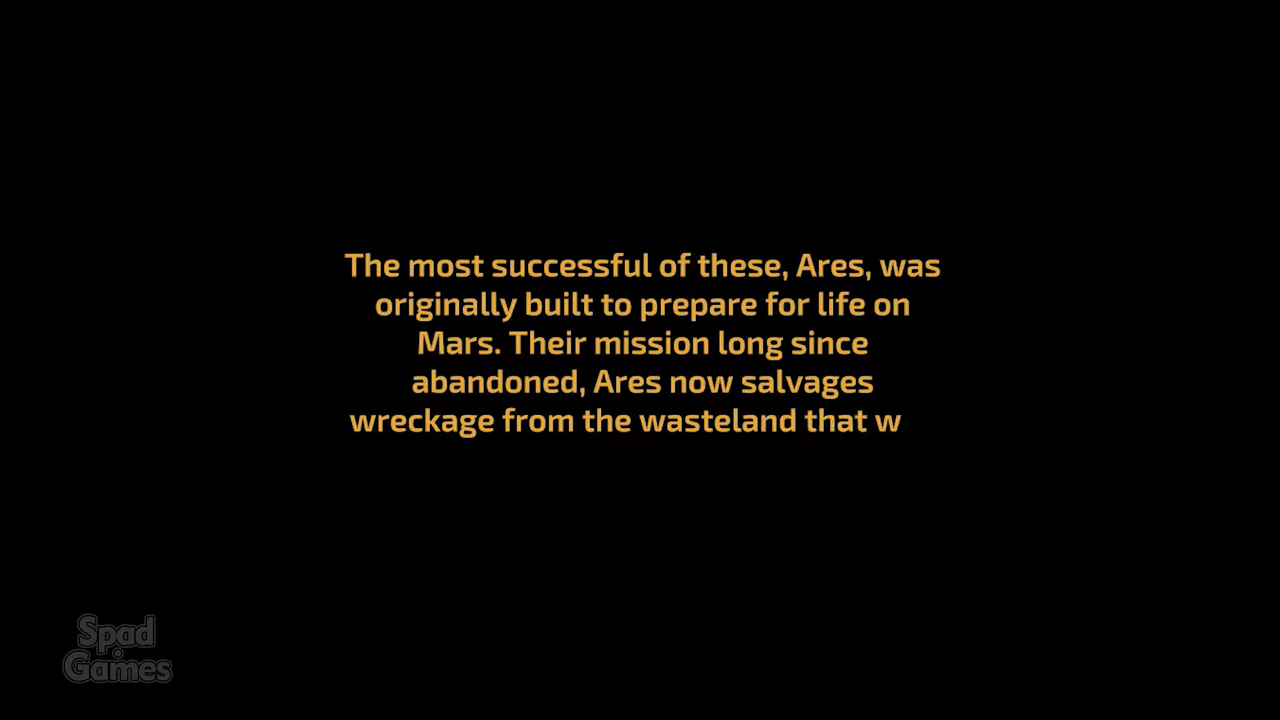 The most successful of these, Ares, was
originally built to prepare for life on
Mars. Their mission long since
abandoned, Ares now salvages
wreckage from the wasteland that w
Spad
Games